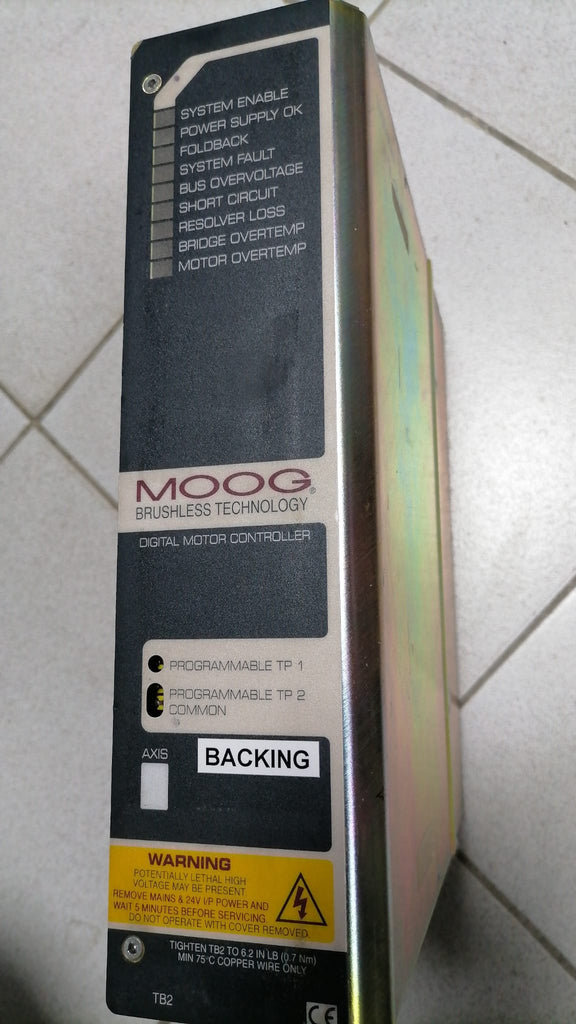 SYSTEM ENABLE
POWER SUPPLY OK
FOLDBACK
SYSTEM FAULT
BUS OVERVOLTAGE
SHORT CIRCUIT
RESOLVER LOSS
BRIDGE OVERTEMP
MOTOR OVERTEMP
MOOG®
BRUSHLESS TECHNOLOGY
DIGITAL MOTOR CONTROLLER
PROGRAMMABLE TP 1
PROGRAMMABLE TP 2
COMMON
AXIS
BACKING
WARNING
POTENTIALLY LETHAL HIGH
VOLTAGE MAY BE PRESENT
REMOVE MAINS & 24V I/P POWER AND
WAIT 5 MINUTES BEFORE SERVICING.
DO NOT OPERATE WITH COVER REMOVED.
TIGHTEN TB2 TO 6.2 IN LB (0.7 Nm)
MIN 75°C COPPER WIRE ONLY
TB2
CE